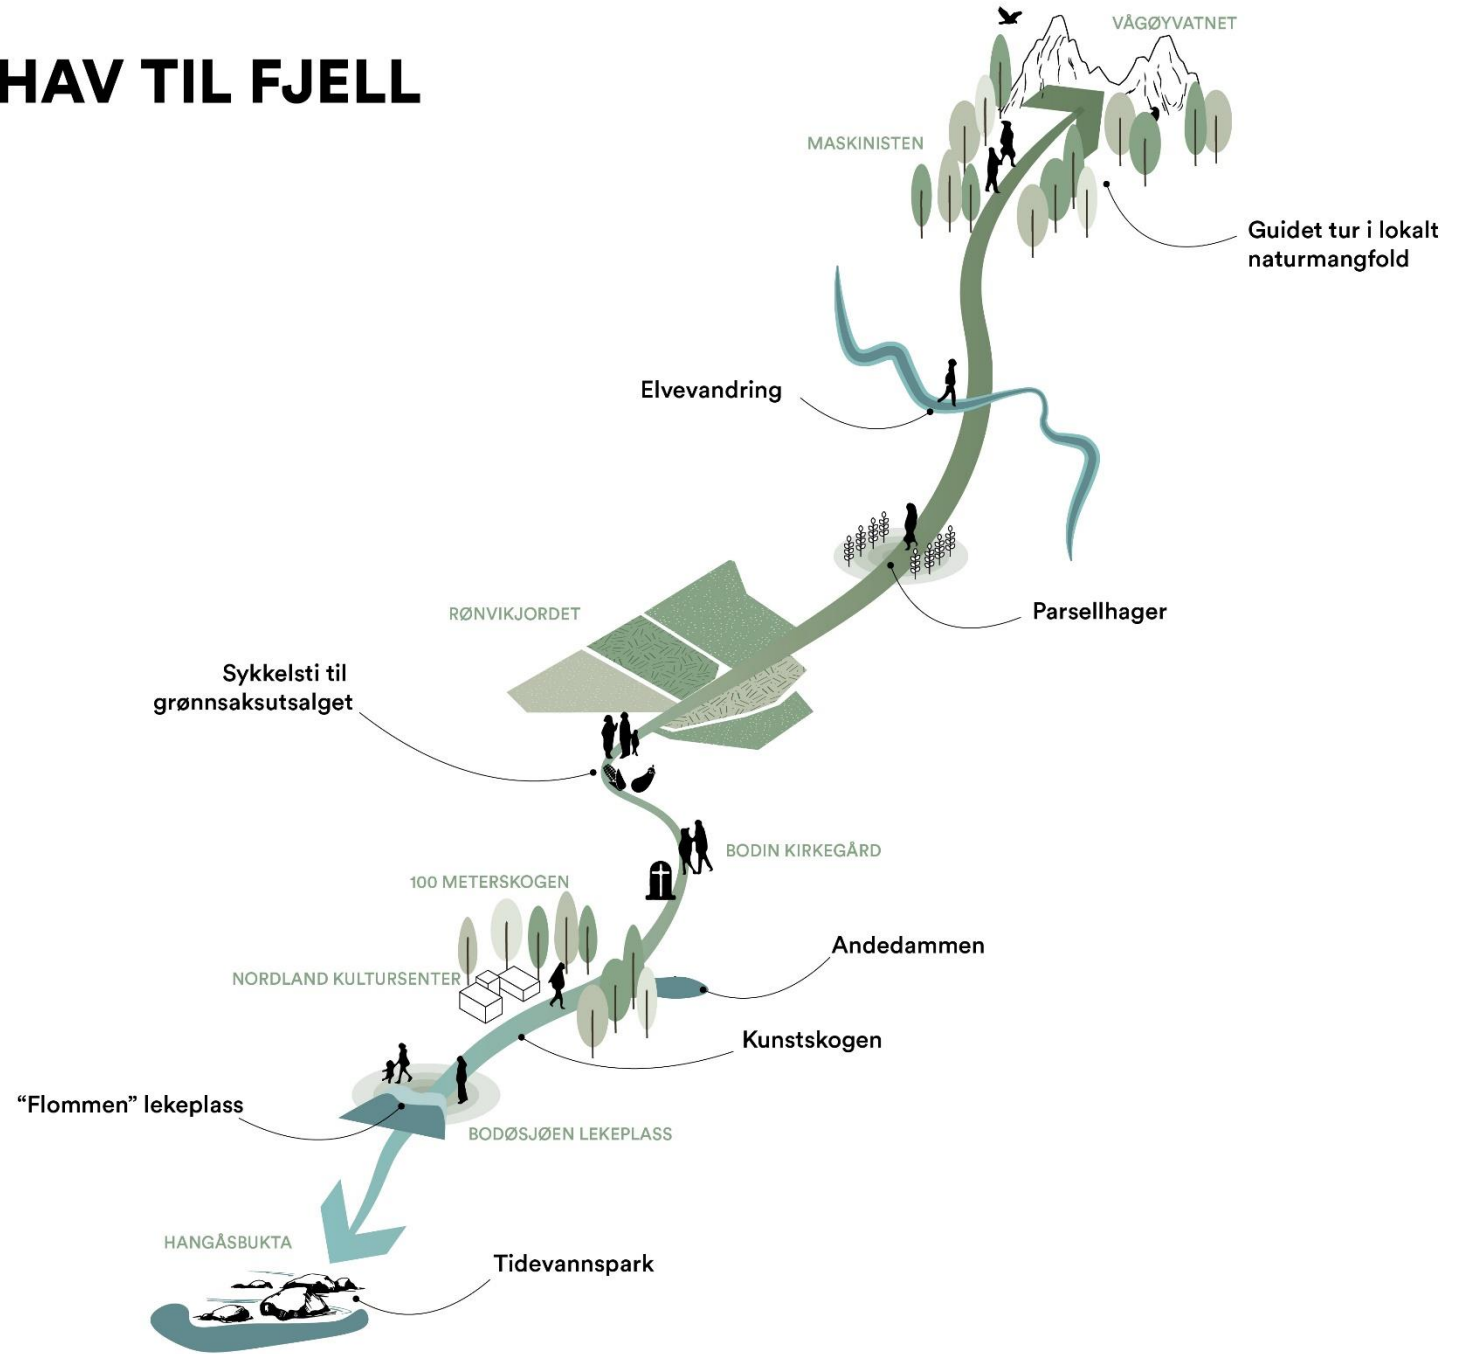 HAV TIL FJELL
VÅGØYVATNET
MASKINISTEN
Guidet tur i lokalt
naturmangfold
Elvevandring
RØNVIKJORDET
Parsellhager
Sykkelsti til
grønnsaksutsalget
BODIN KIRKEGÅRD
100 METERSKOGEN
Andedammen
NORDLAND KULTURSENTER
Kunstskogen
“Flommen” lekeplass
BODØSJØEN LEKEPLASS
HANGÅSBUKTA
Tidevannspark